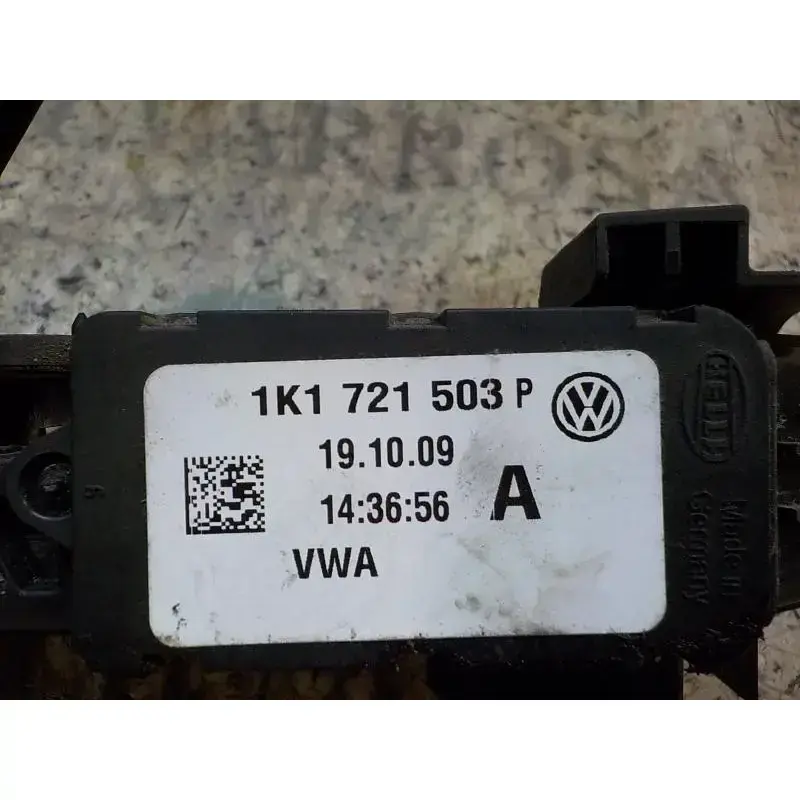 1K1 721 503 P
19.10.09
14:36:56 A
VWA
HELLA
Made in
Germany